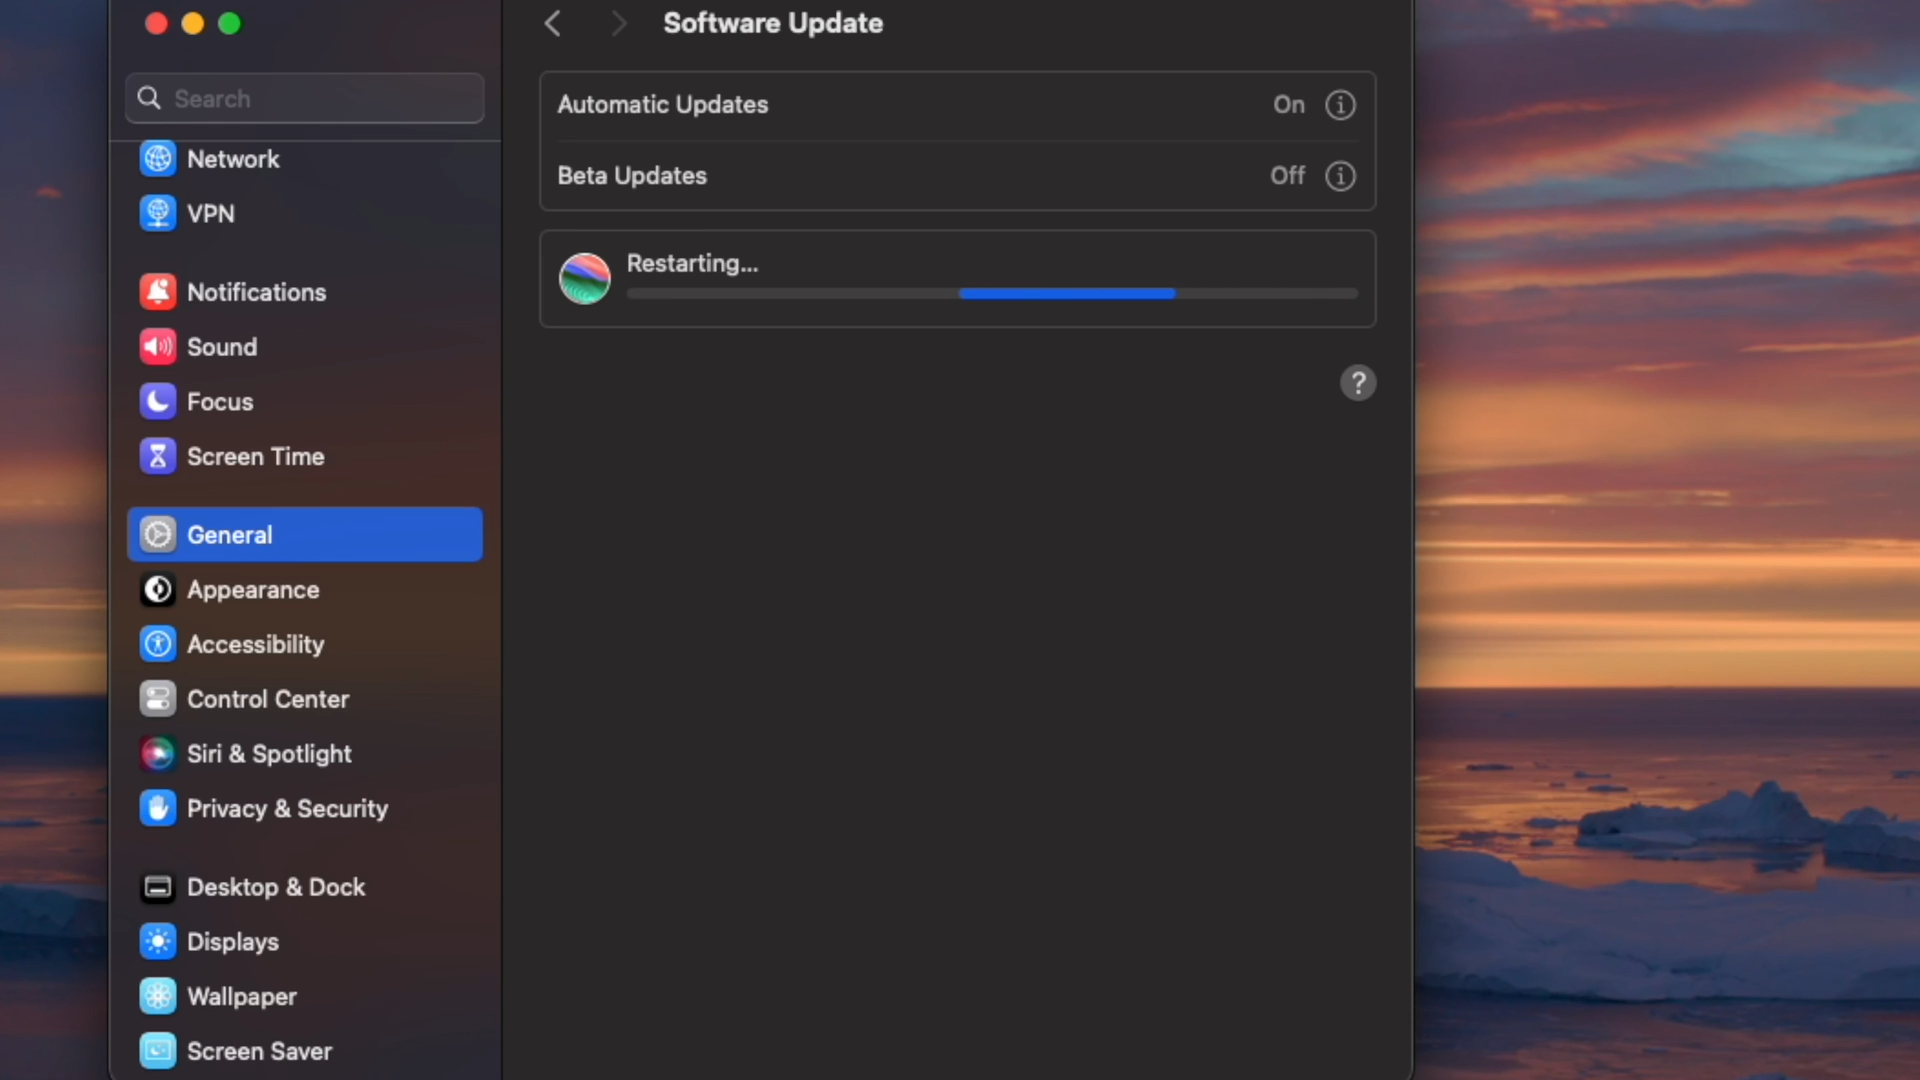 Software Update
Search
Network
VPN
Notifications
Sound
Focus
Screen Time
General
Appearance
Accessibility
Control Center
Siri & Spotlight
Privacy & Security
Desktop & Dock
Displays
Wallpaper
Screen Saver
Automatic Updates On
Beta Updates Off
Restarting...
?